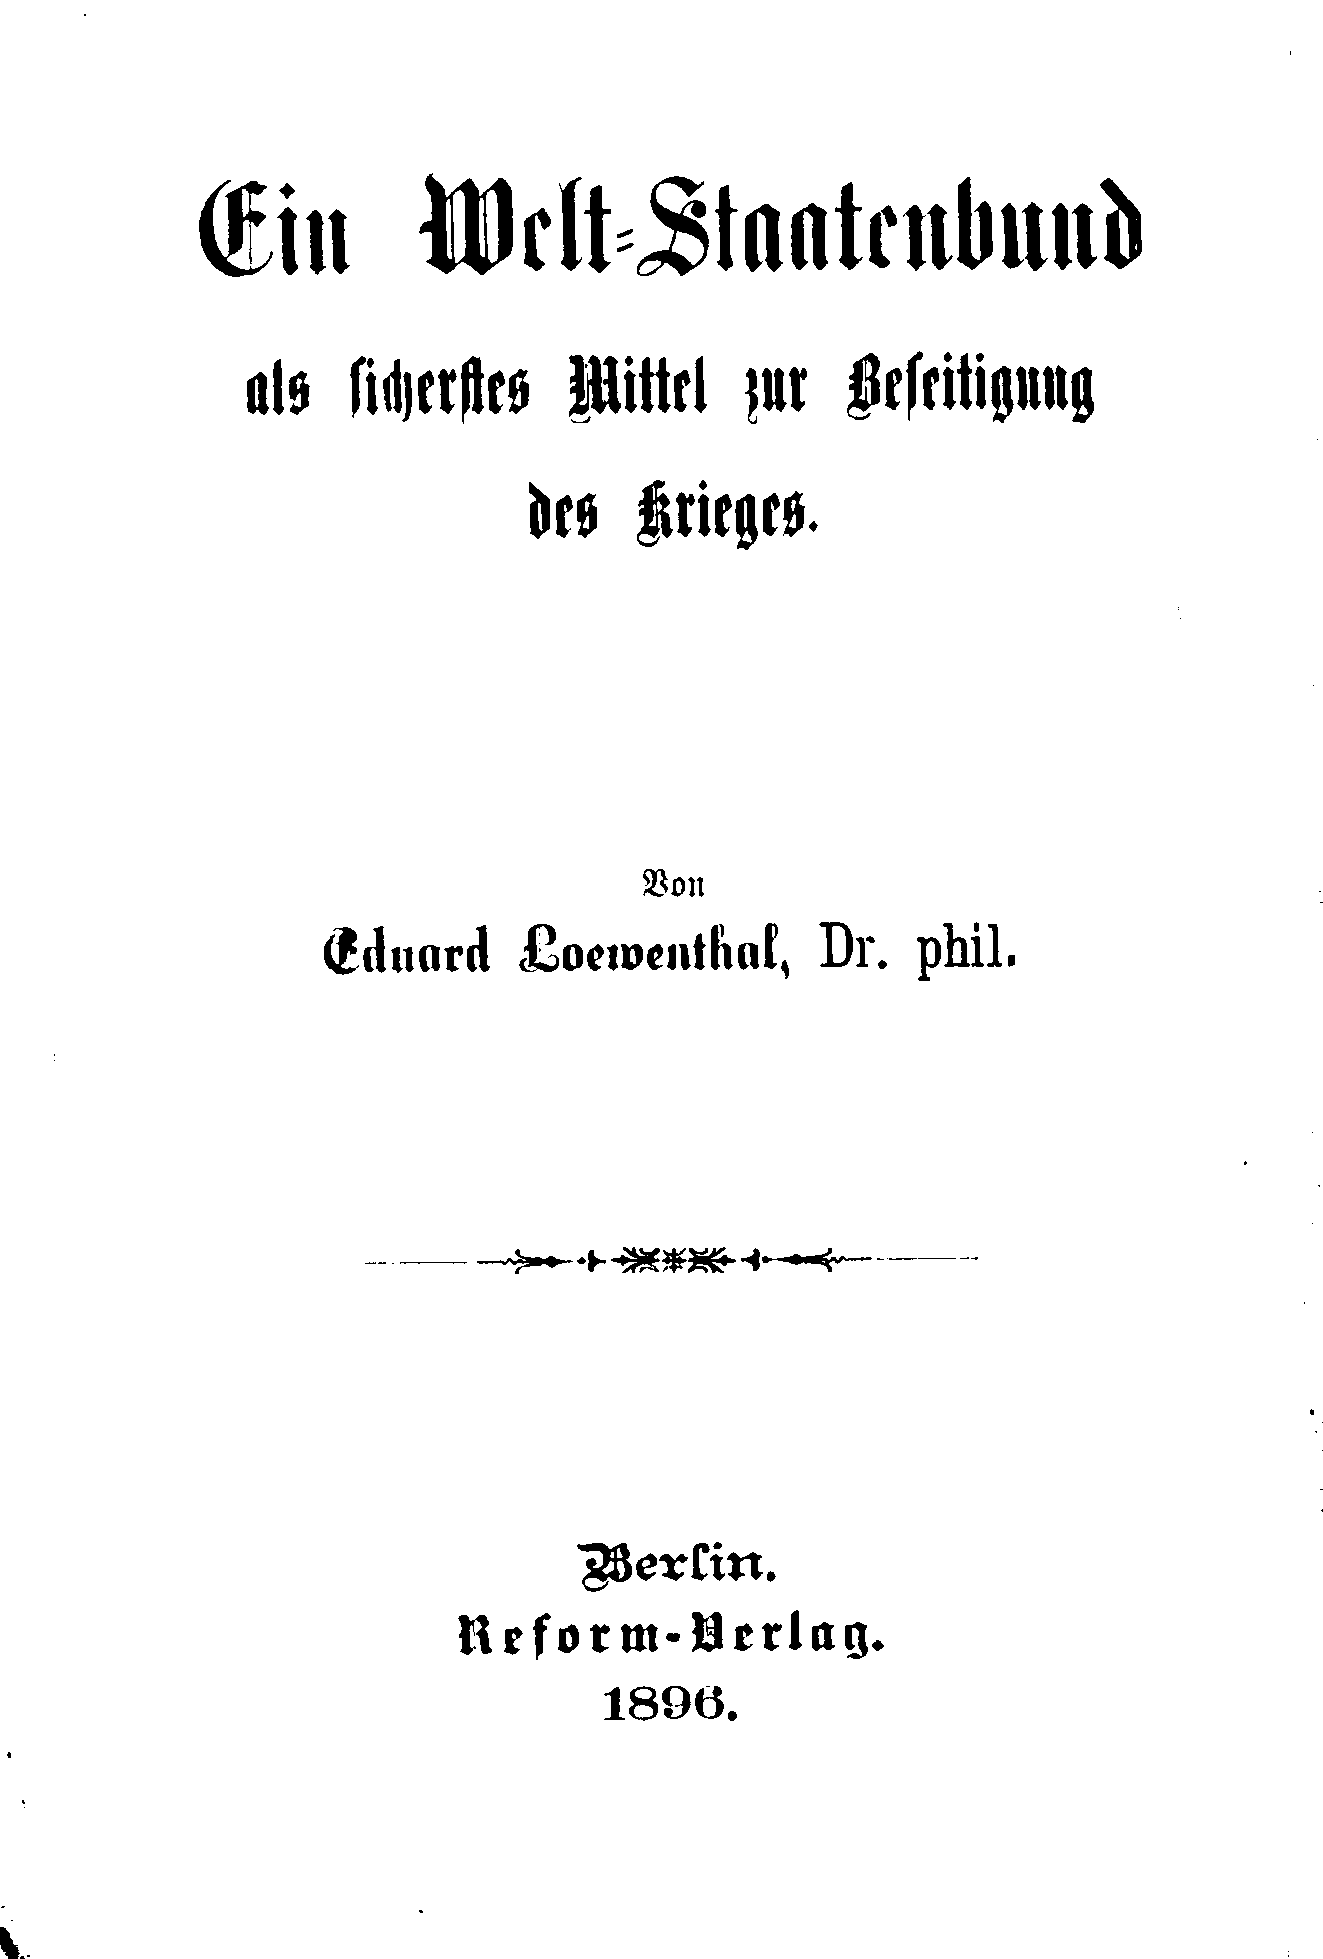 Ein Welt-Staatenbund
als sicherstes Mittel zur Beseitigung
des Krieges.
Von
Eduard Loewenthal, Dr. phil.
Berlin.
Reform-Verlag.
1896.